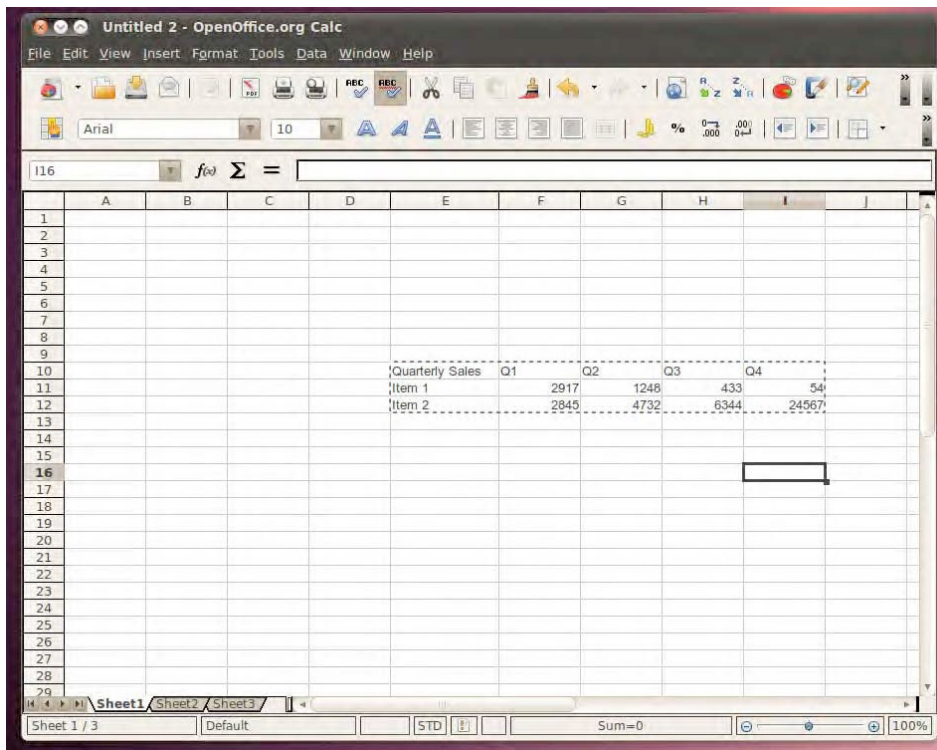 Untitled 2 - OpenOffice.org Calc
File Edit View Insert Format Tools Data Window Help
Arial 10
I16 f(x) Σ =
A B C D E F G H I J
1
2
3
4
5
6
7
8
9
10 Quarterly Sales Q1 Q2 Q3 Q4
11 Item 1 2917 1248 433 54
12 Item 2 2845 4732 6344 24567
13
14
15
16
17
18
19
20
21
22
23
24
25
26
27
28
29
Sheet1 Sheet2 Sheet3
Sheet 1 / 3 Default STD Sum=0 100%